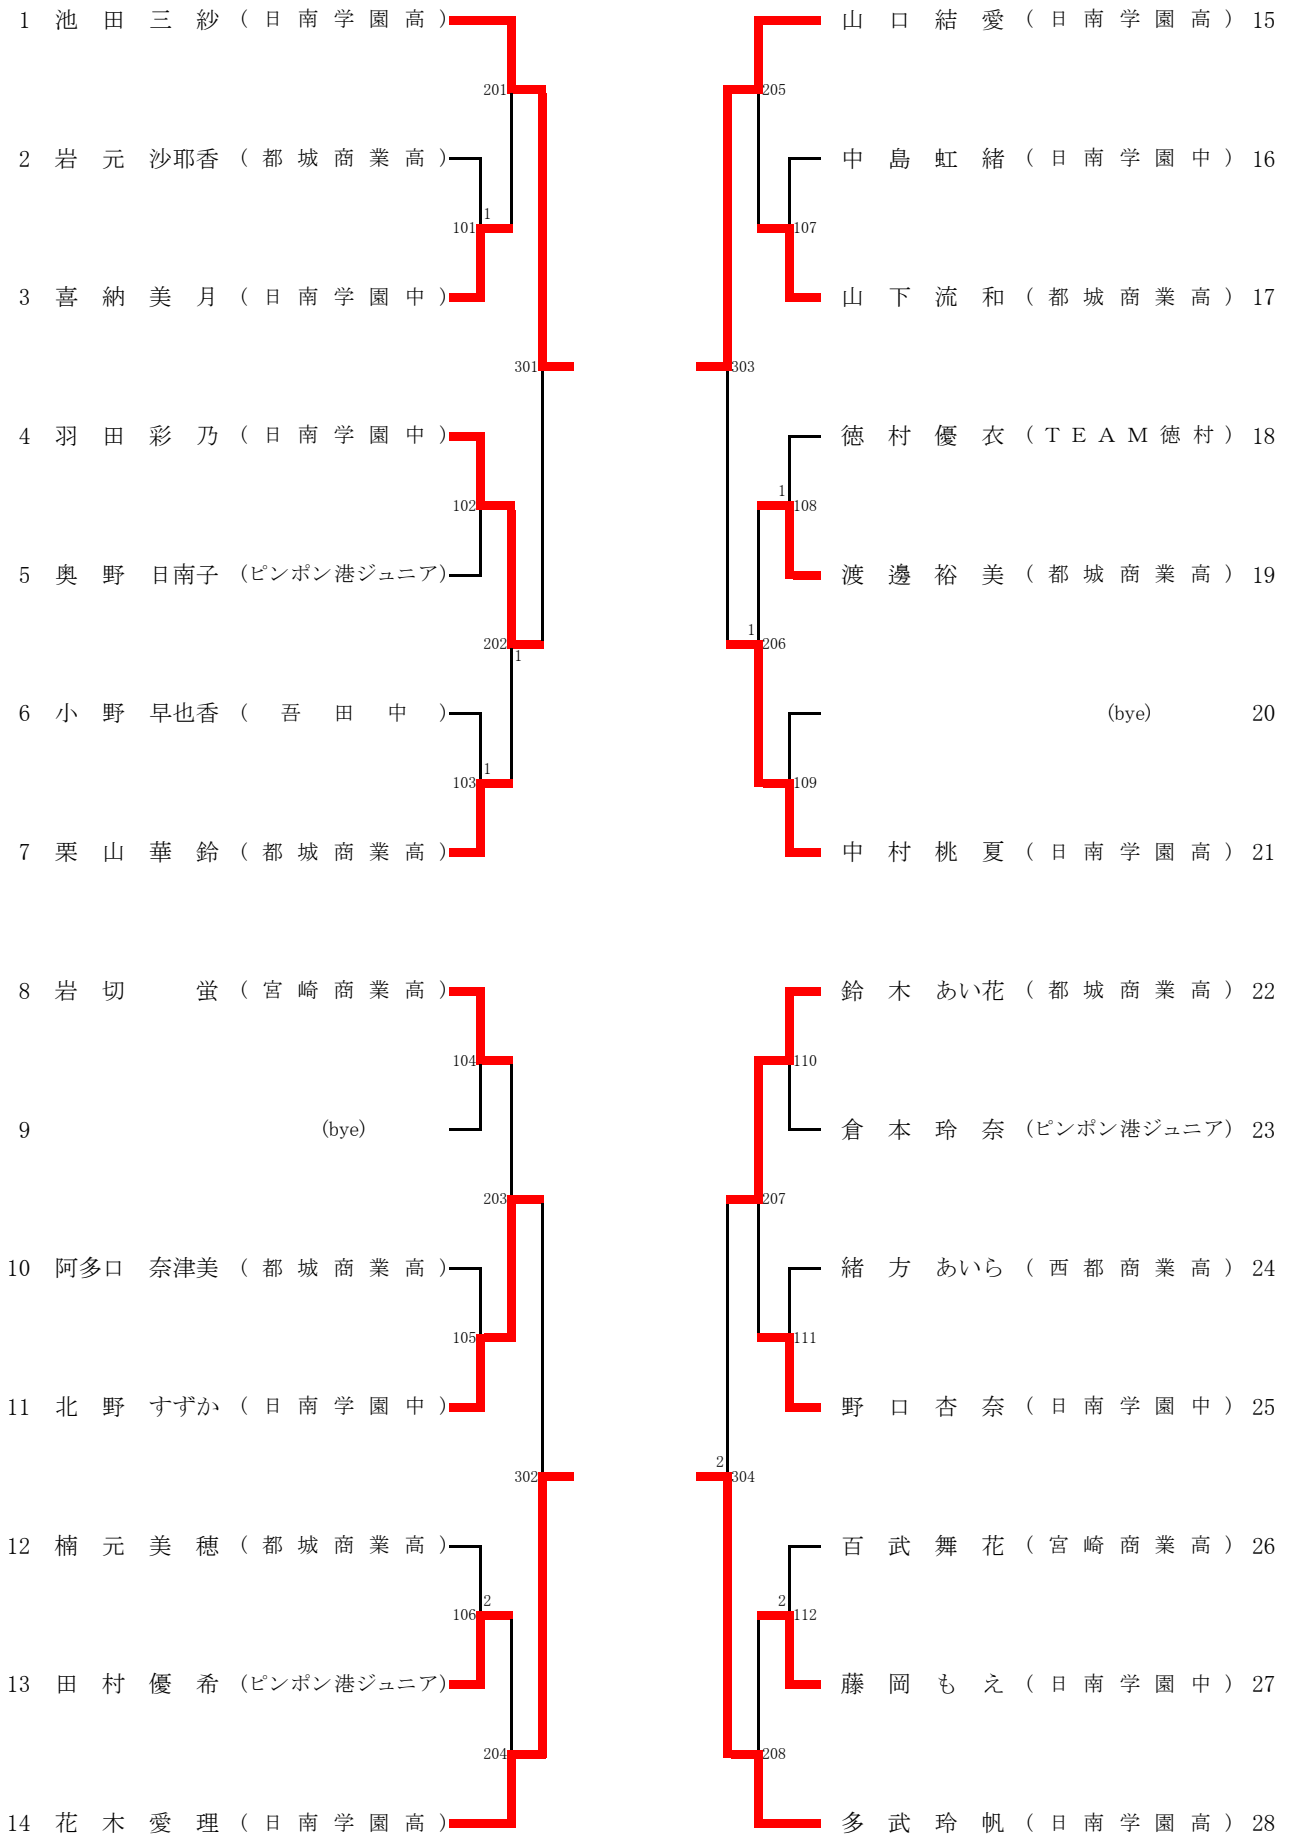 1 池田三紗 (日南学園高) 山口結愛 (日南学園高) 15
201 205
2 岩元 沙耶香 (都城商業高) 中島虹緒 (日南学園中) 16
1
101 107
3 喜納美月 (日南学園中) 山下流和 (都城商業高) 17
301 303
4 羽田彩乃 (日南学園中) 徳村優衣 (TEAM徳村) 18
1
102 108
5 奥野 日南子 (ピンポン港ジュニア) 渡邊裕美 (都城商業高) 19
1
202 206
1
6 小野 早也香 (吾田中) (bye) 20
1
103 109
7 栗山華鈴 (都城商業高) 中村桃夏 (日南学園高) 21
8 岩切 蛍 (宮崎商業高) 鈴木 あい花 (都城商業高) 22
104 110
9 (bye) 倉本玲奈 (ピンポン港ジュニア) 23
203 207
10 阿多口 奈津美 (都城商業高) 緒方 あいら (西都商業高) 24
105 111
11 北野 すずか (日南学園中) 野口杏奈 (日南学園中) 25
2
302 304
12 楠元美穂 (都城商業高) 百武舞花 (宮崎商業高) 26
2 2
106 112
13 田村優希 (ピンポン港ジュニア) 藤岡もえ (日南学園中) 27
204 208
14 花木愛理 (日南学園高) 多武玲帆 (日南学園高) 28